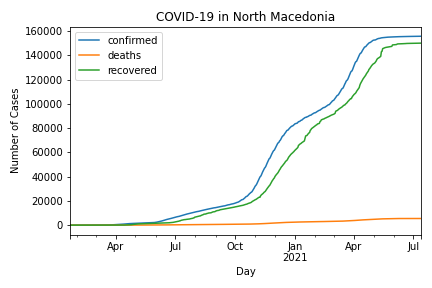 COVID-19 in North Macedonia
160000
140000
120000
100000
80000
60000
40000
20000
0
Number of Cases
confirmed
deaths
recovered
Apr Jul Oct Jan Apr Jul
2021
Day